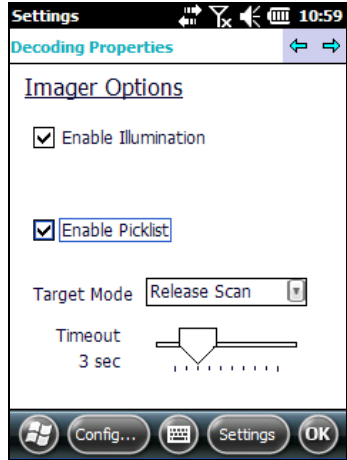 Settings 10:59
Decoding Properties
Imager Options
Enable Illumination
Enable Picklist
Target Mode Release Scan
Timeout
3 sec
Config... Settings OK